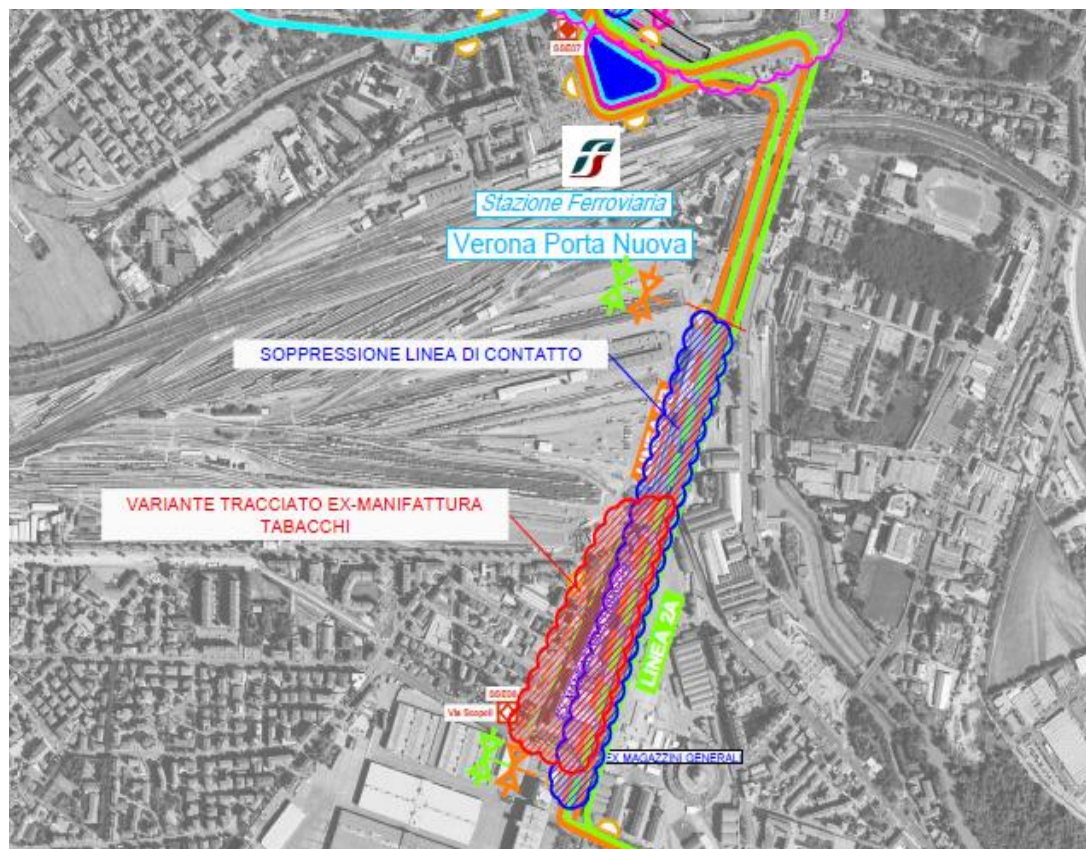 SSE07
Stazione Ferroviaria
Verona Porta Nuova
SOPPRESSIONE LINEA DI CONTATTO
VARIANTE TRACCIATO EX-MANIFATTURA
TABACCHI
LINEA 2A
Via Scopoli
EX MAGAZZINI GENERALI